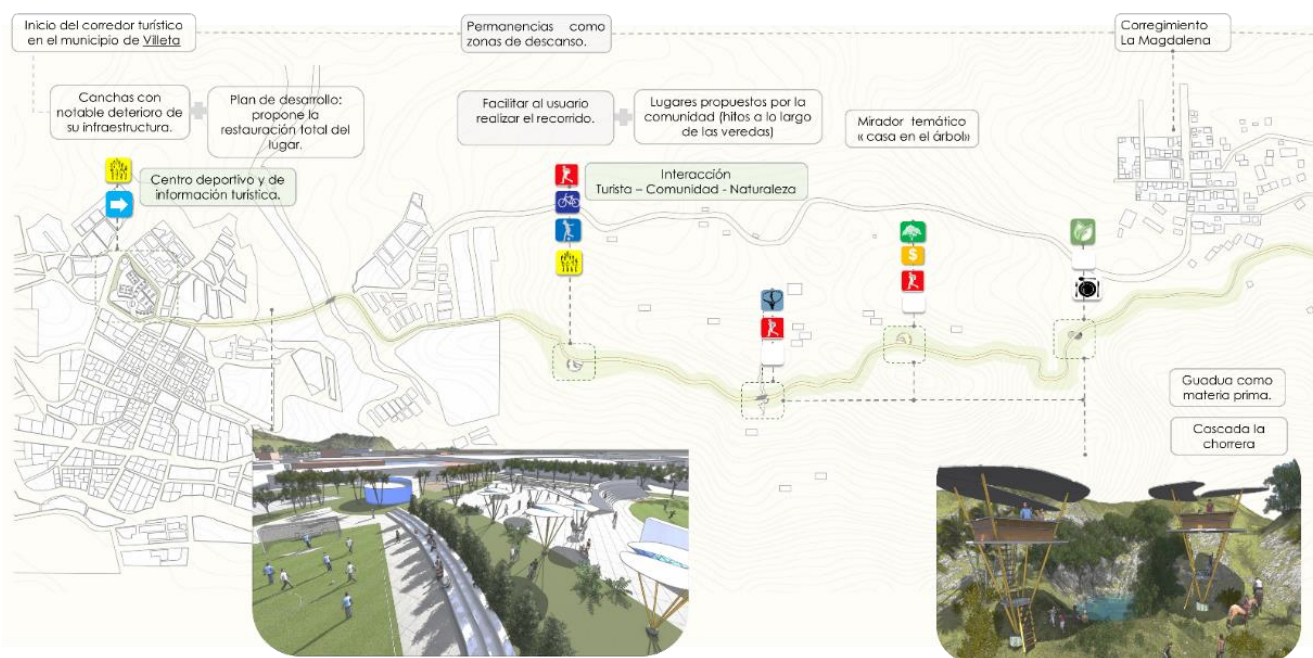 Inicio del corredor turístico
en el municipio de Villeta
Permanencias como
zonas de descanso.
Corregimiento
La Magdalena
Canchas con
notable deterioro de
su infraestructura.
Plan de desarrollo:
propone la
restauración total del
lugar.
Facilitar al usuario
realizar el recorrido.
Lugares propuestos por la
comunidad (hitos a lo largo
de las veredas)
Mirador temático
« casa en el árbol»
Centro deportivo y de
información turística.
Interacción
Turista – Comunidad - Naturaleza
$
Guadua como
materia prima.
Cascada la
chorrera